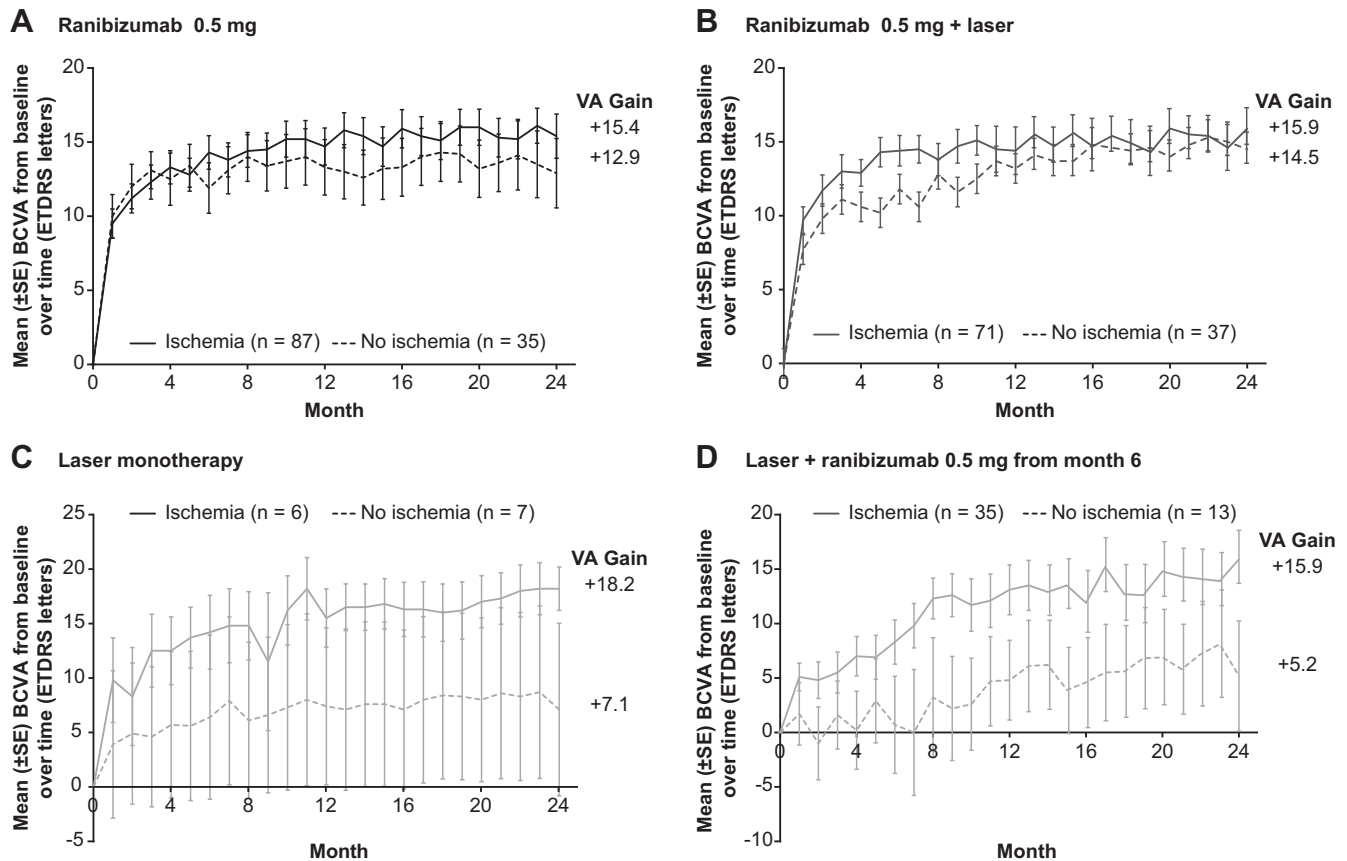 A Ranibizumab 0.5 mg
Mean (±SE) BCVA from baseline
over time (ETDRS letters)
20
15
10
5
0
0 4 8 12 16 20 24
Month
Ischemia (n = 87) No ischemia (n = 35)
VA Gain
+15.4
+12.9
B Ranibizumab 0.5 mg + laser
Mean (±SE) BCVA from baseline
over time (ETDRS letters)
20
15
10
5
0
0 4 8 12 16 20 24
Month
Ischemia (n = 71) No ischemia (n = 37)
VA Gain
+15.9
+14.5
C Laser monotherapy
Mean (±SE) BCVA from baseline
over time (ETDRS letters)
25
20
15
10
5
0
-5
0 4 8 12 16 20 24
Month
Ischemia (n = 6) No ischemia (n = 7)
VA Gain
+18.2
+7.1
D Laser + ranibizumab 0.5 mg from month 6
Mean (±SE) BCVA from baseline
over time (ETDRS letters)
20
15
10
5
0
-5
-10
0 4 8 12 16 20 24
Month
Ischemia (n = 35) No ischemia (n = 13)
VA Gain
+15.9
+5.2